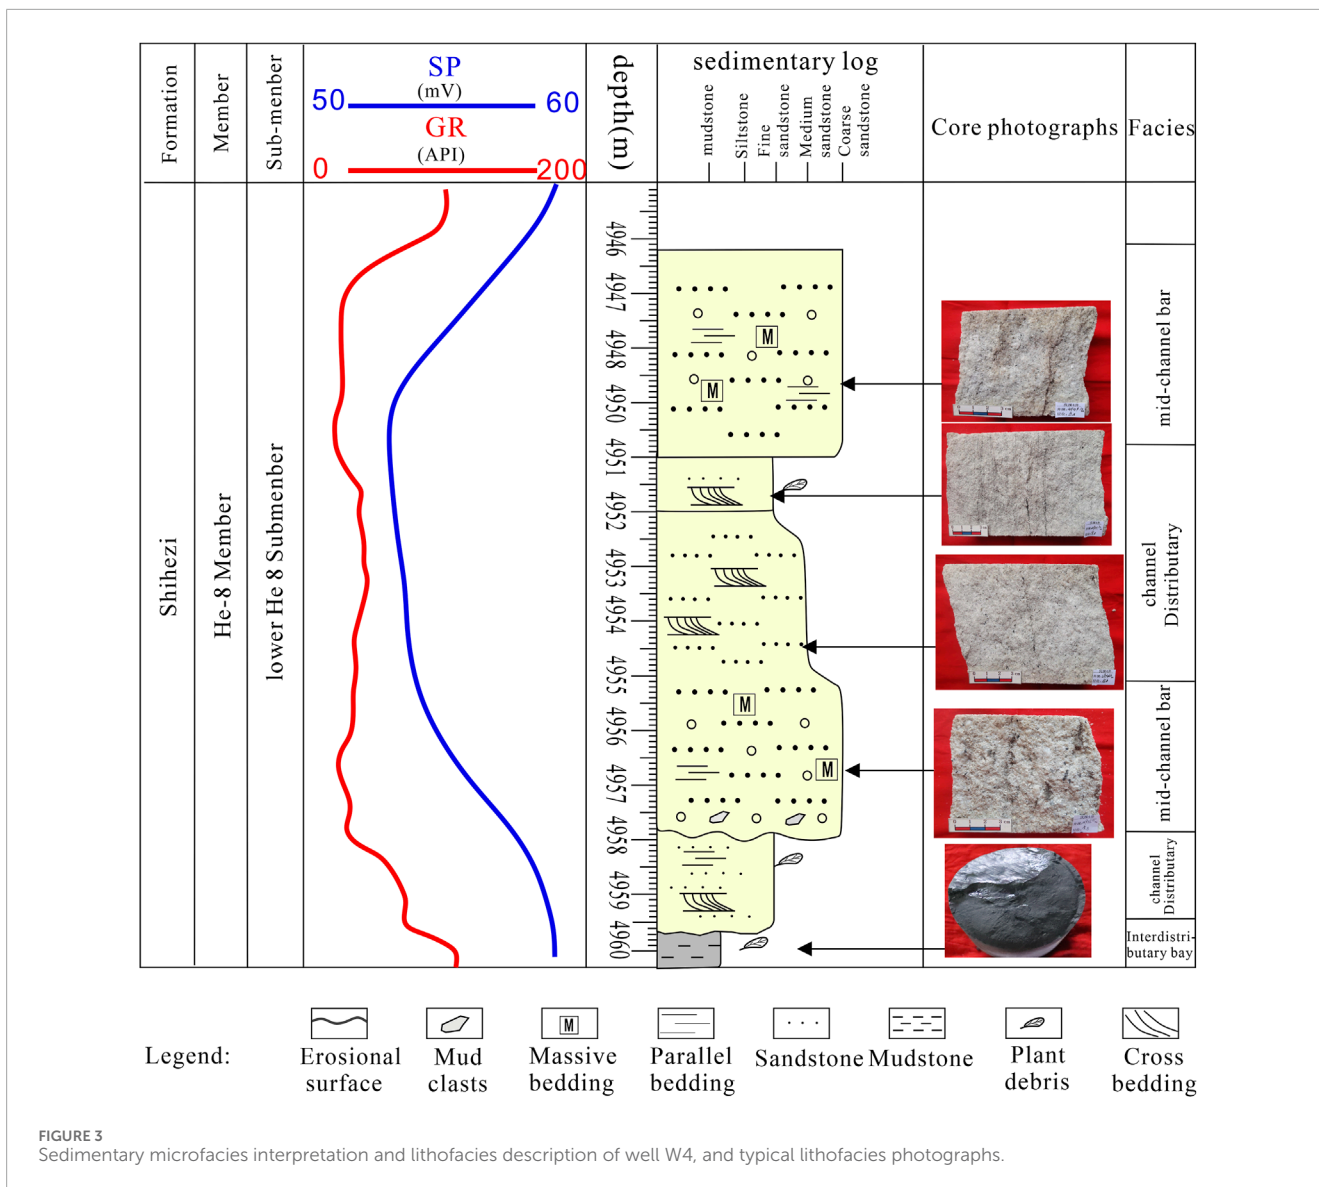 Formation
Member
Sub-menber
SP
(mV)
50
60
GR
(API)
0
200
depth(m)
sedimentary log
mudstone
Siltstone
Fine
sandstone
Medium
sandstone
Coarse
sandstone
Core photographs
Facies
Shihezi
He-8 Member
lower He 8 Submenber
4946
4947
4948
4950
4951
4952
4953
4954
4955
4956
4957
4958
4959
4960
M
M
M
M
mid-channel bar
channel
Distributary
mid-channel bar
channel
Distributary
Interdistri-
butary bay
Legend:
Erosional
surface
Mud
clasts
M
Massive
bedding
Parallel
bedding
Sandstone
Mudstone
Plant
debris
Cross
bedding
FIGURE 3
Sedimentary microfacies interpretation and lithofacies description of well W4, and typical lithofacies photographs.